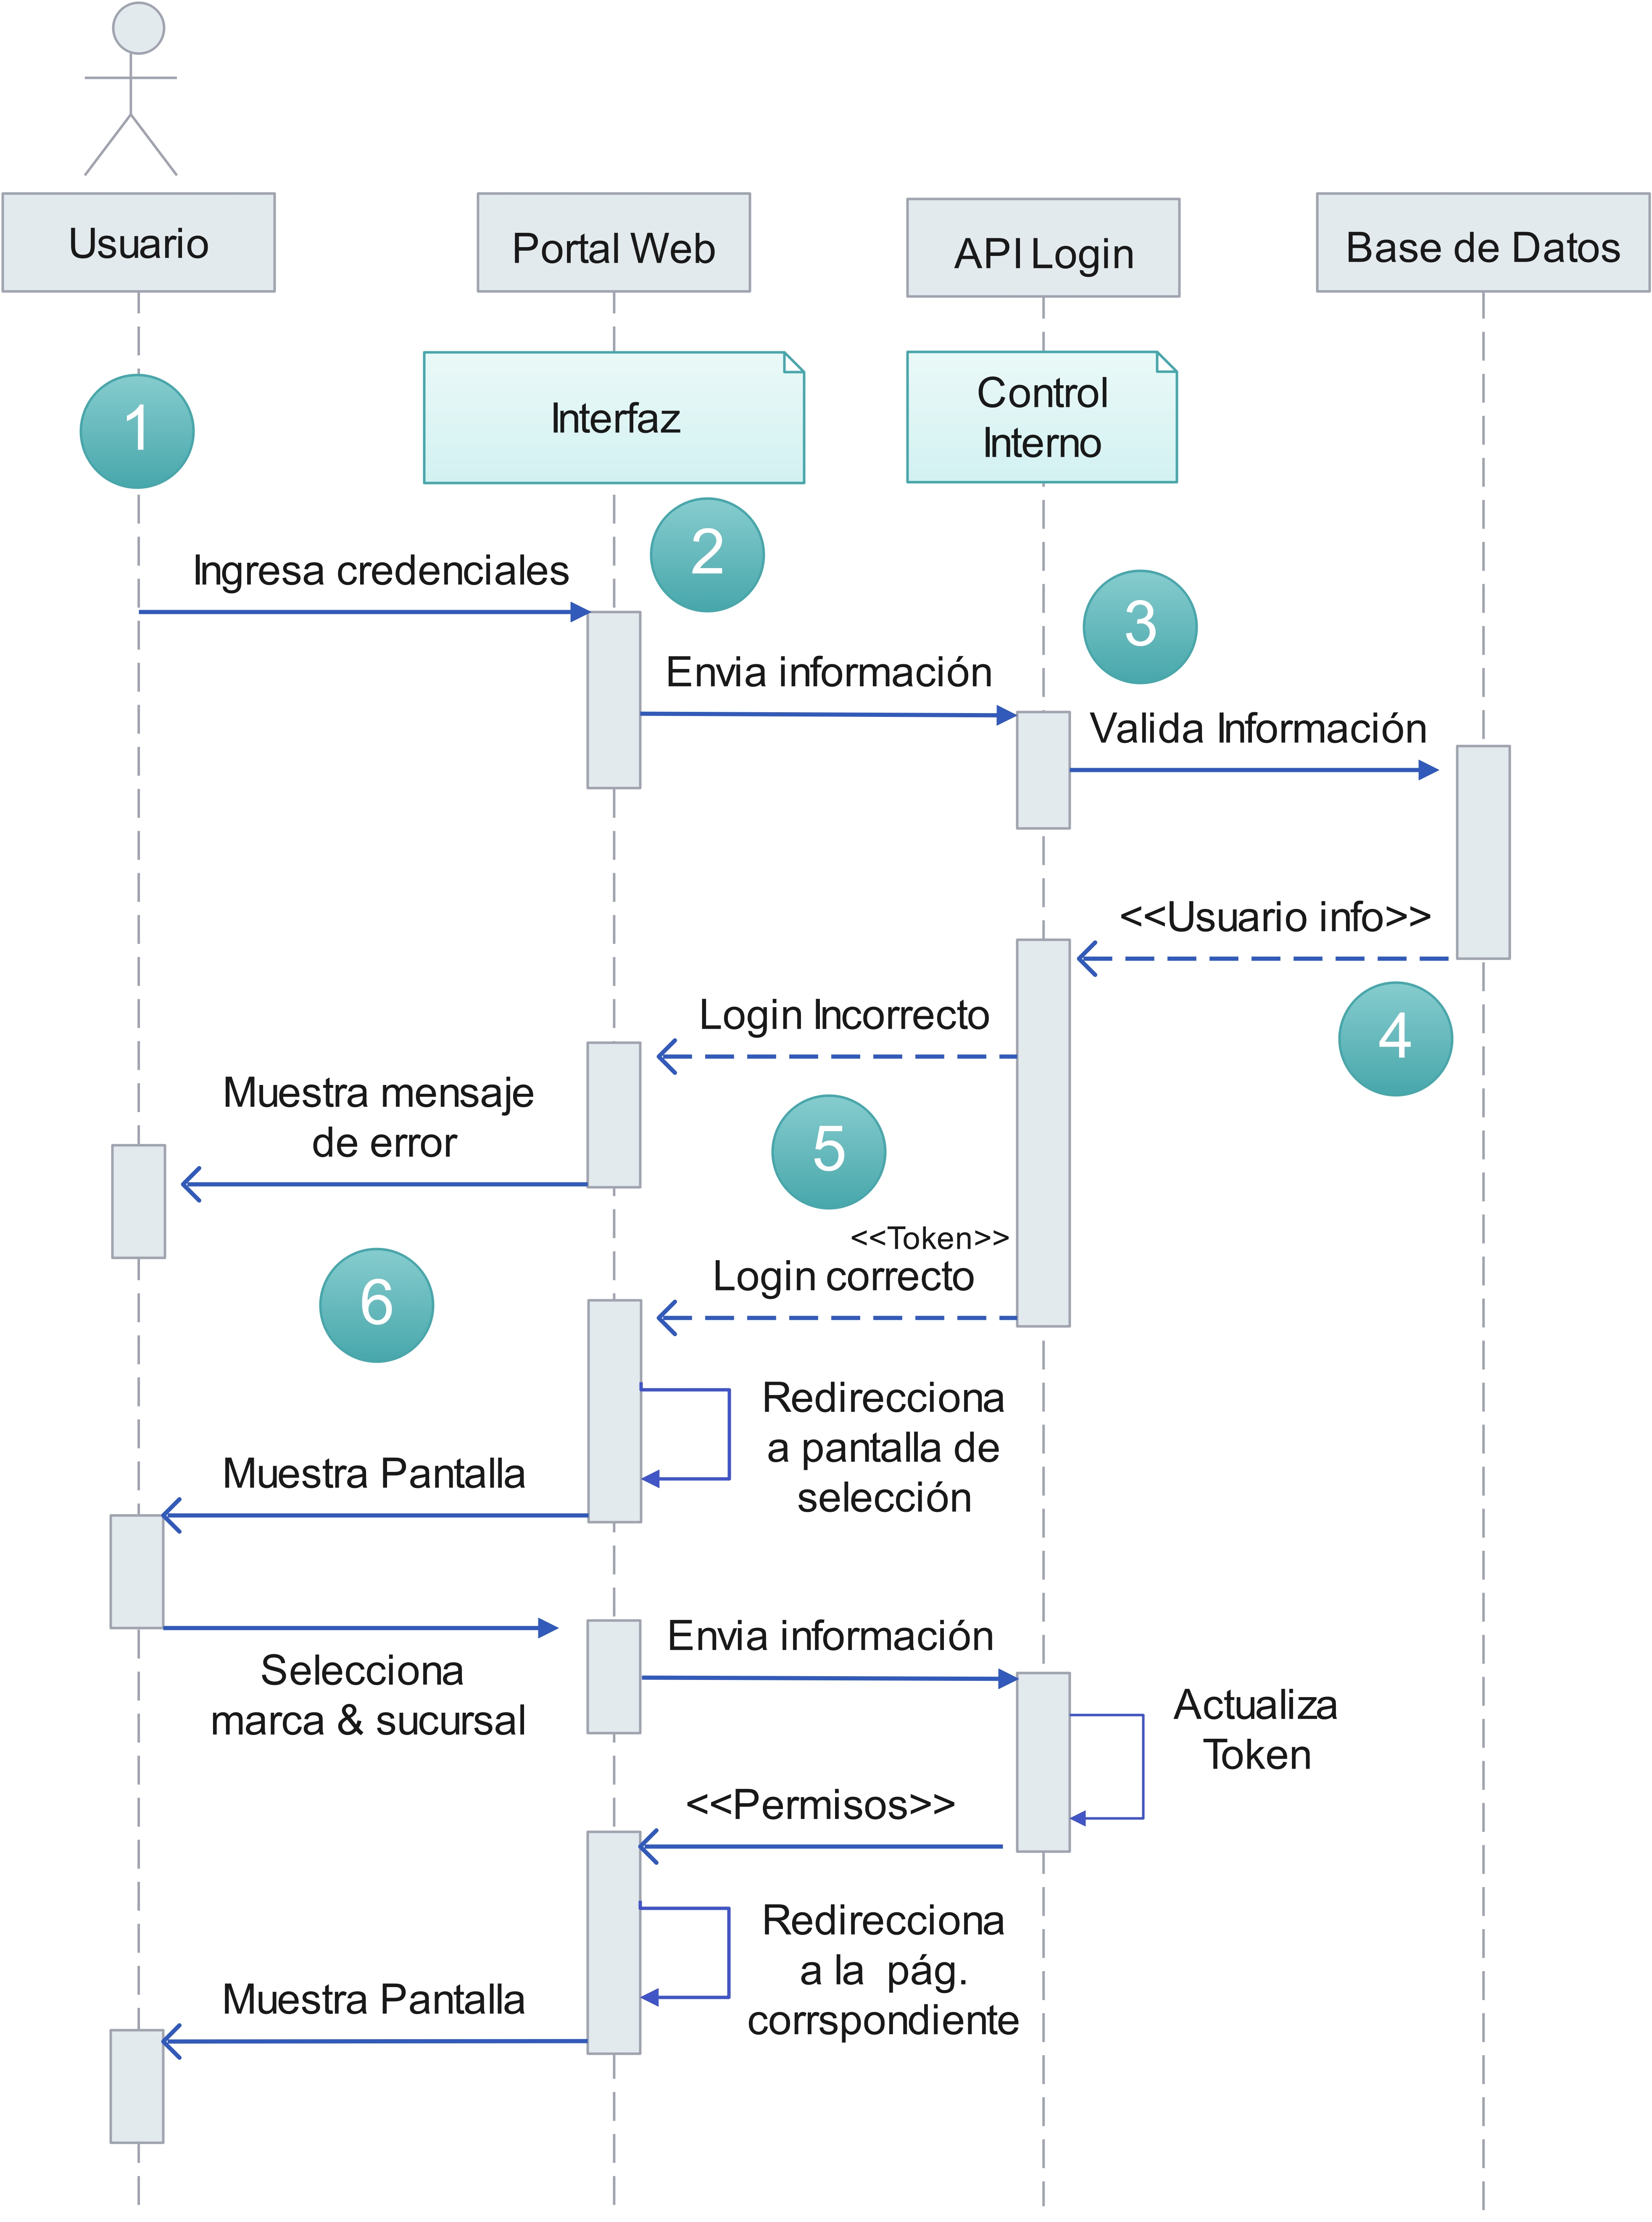 Usuario
Portal Web
API Login
Base de Datos
Interfaz
Control
Interno
1
2
Ingresa credenciales
3
Envia información
Valida Información
<<Usuario info>>
Login Incorrecto
4
Muestra mensaje
de error
5
<<Token>>
Login correcto
6
Redirecciona
a pantalla de
selección
Muestra Pantalla
Envia información
Selecciona
marca & sucursal
Actualiza
Token
<<Permisos>>
Redirecciona
a la pág.
corrspondiente
Muestra Pantalla